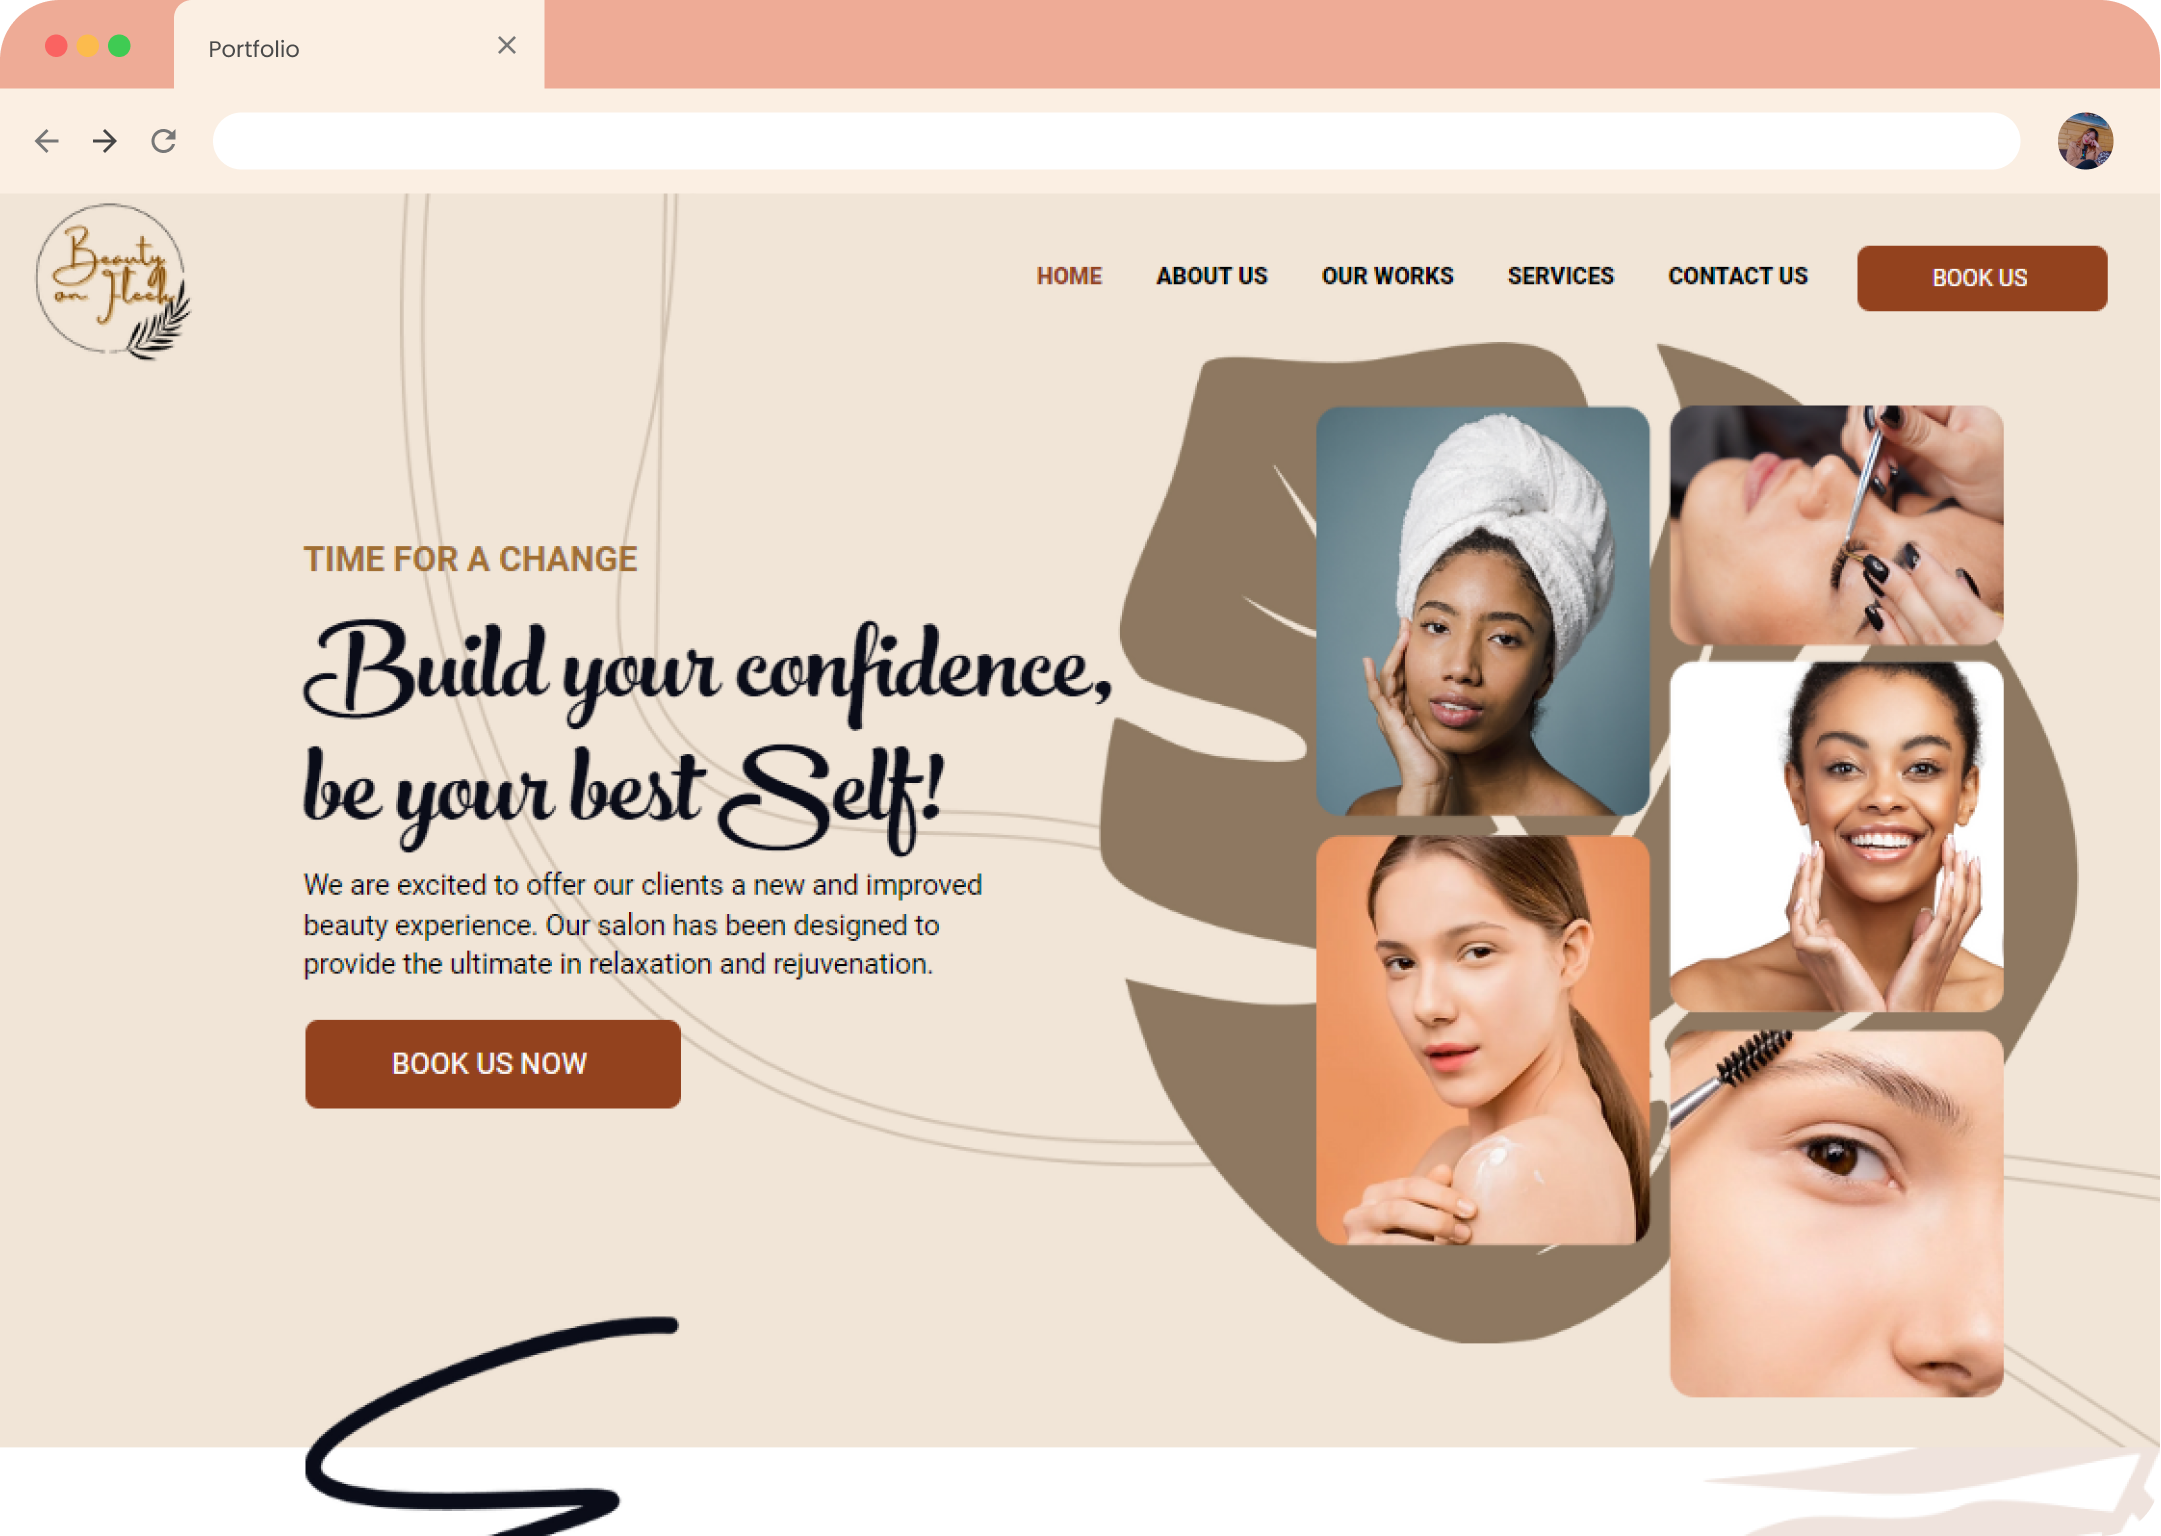 Portfolio
Beauty
on Fleek
HOME
ABOUT US
OUR WORKS
SERVICES
CONTACT US
BOOK US
TIME FOR A CHANGE
Build your confidence,
be your best Self!
We are excited to offer our clients a new and improved
beauty experience. Our salon has been designed to
provide the ultimate in relaxation and rejuvenation.
BOOK US NOW